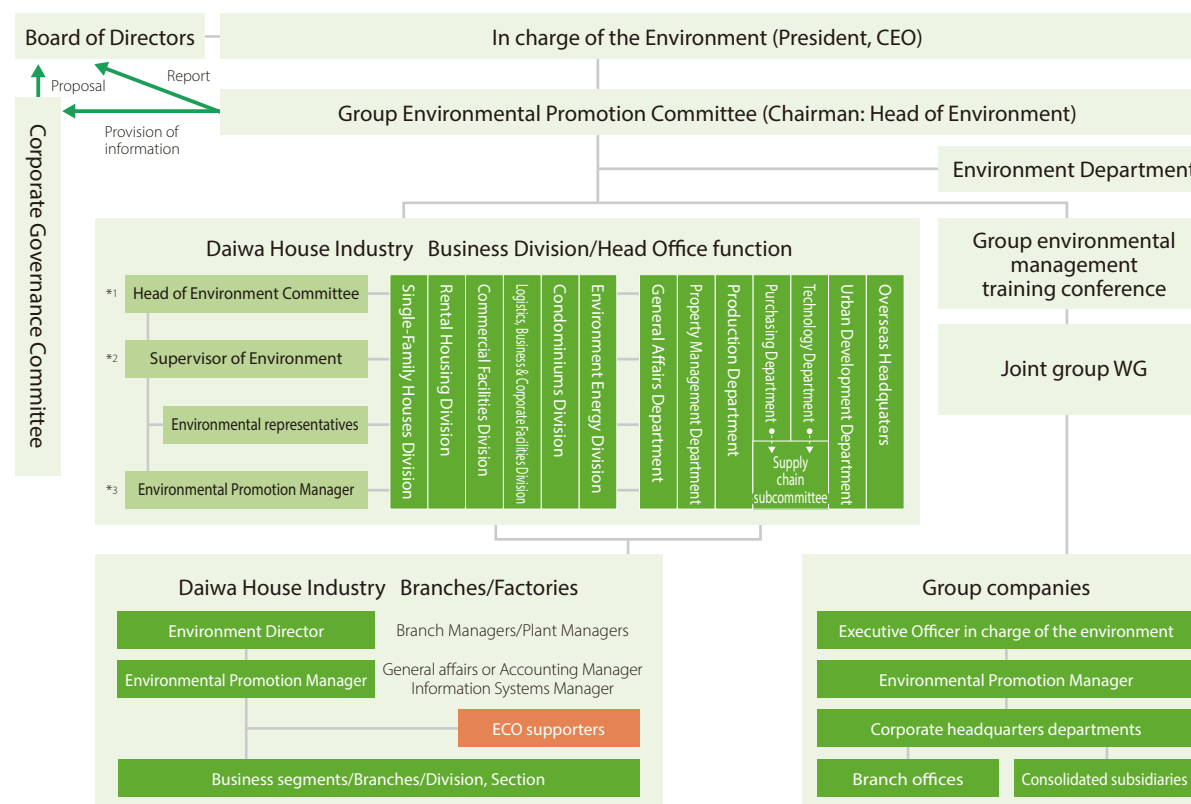 Board of Directors
In charge of the Environment (President, CEO)
Proposal
Report
Group Environmental Promotion Committee (Chairman: Head of Environment)
Provision of
information
Corporate Governance Committee
Environment Department
Daiwa House Industry Business Division/Head Office function
*1 Head of Environment Committee
*2 Supervisor of Environment
Environmental representatives
*3 Environmental Promotion Manager
Single-Family Houses Division
Rental Housing Division
Commercial Facilities Division
Logistics, Business & Corporate Facilities Division
Condominiums Division
Environment Energy Division
General Affairs Department
Property Management Department
Production Department
Purchasing Department
Technology Department
Supply
chain
subcommittee
Urban Development Department
Overseas Headquaters
Group environmental
management
training conference
Joint group WG
Daiwa House Industry Branches/Factories
Environment Director
Branch Managers/Plant Managers
Environmental Promotion Manager
General affairs or Accounting Manager
Information Systems Manager
ECO supporters
Business segments/Branches/Division, Section
Group companies
Executive Officer in charge of the environment
Environmental Promotion Manager
Corporate headquarters departments
Branch offices
Consolidated subsidiaries